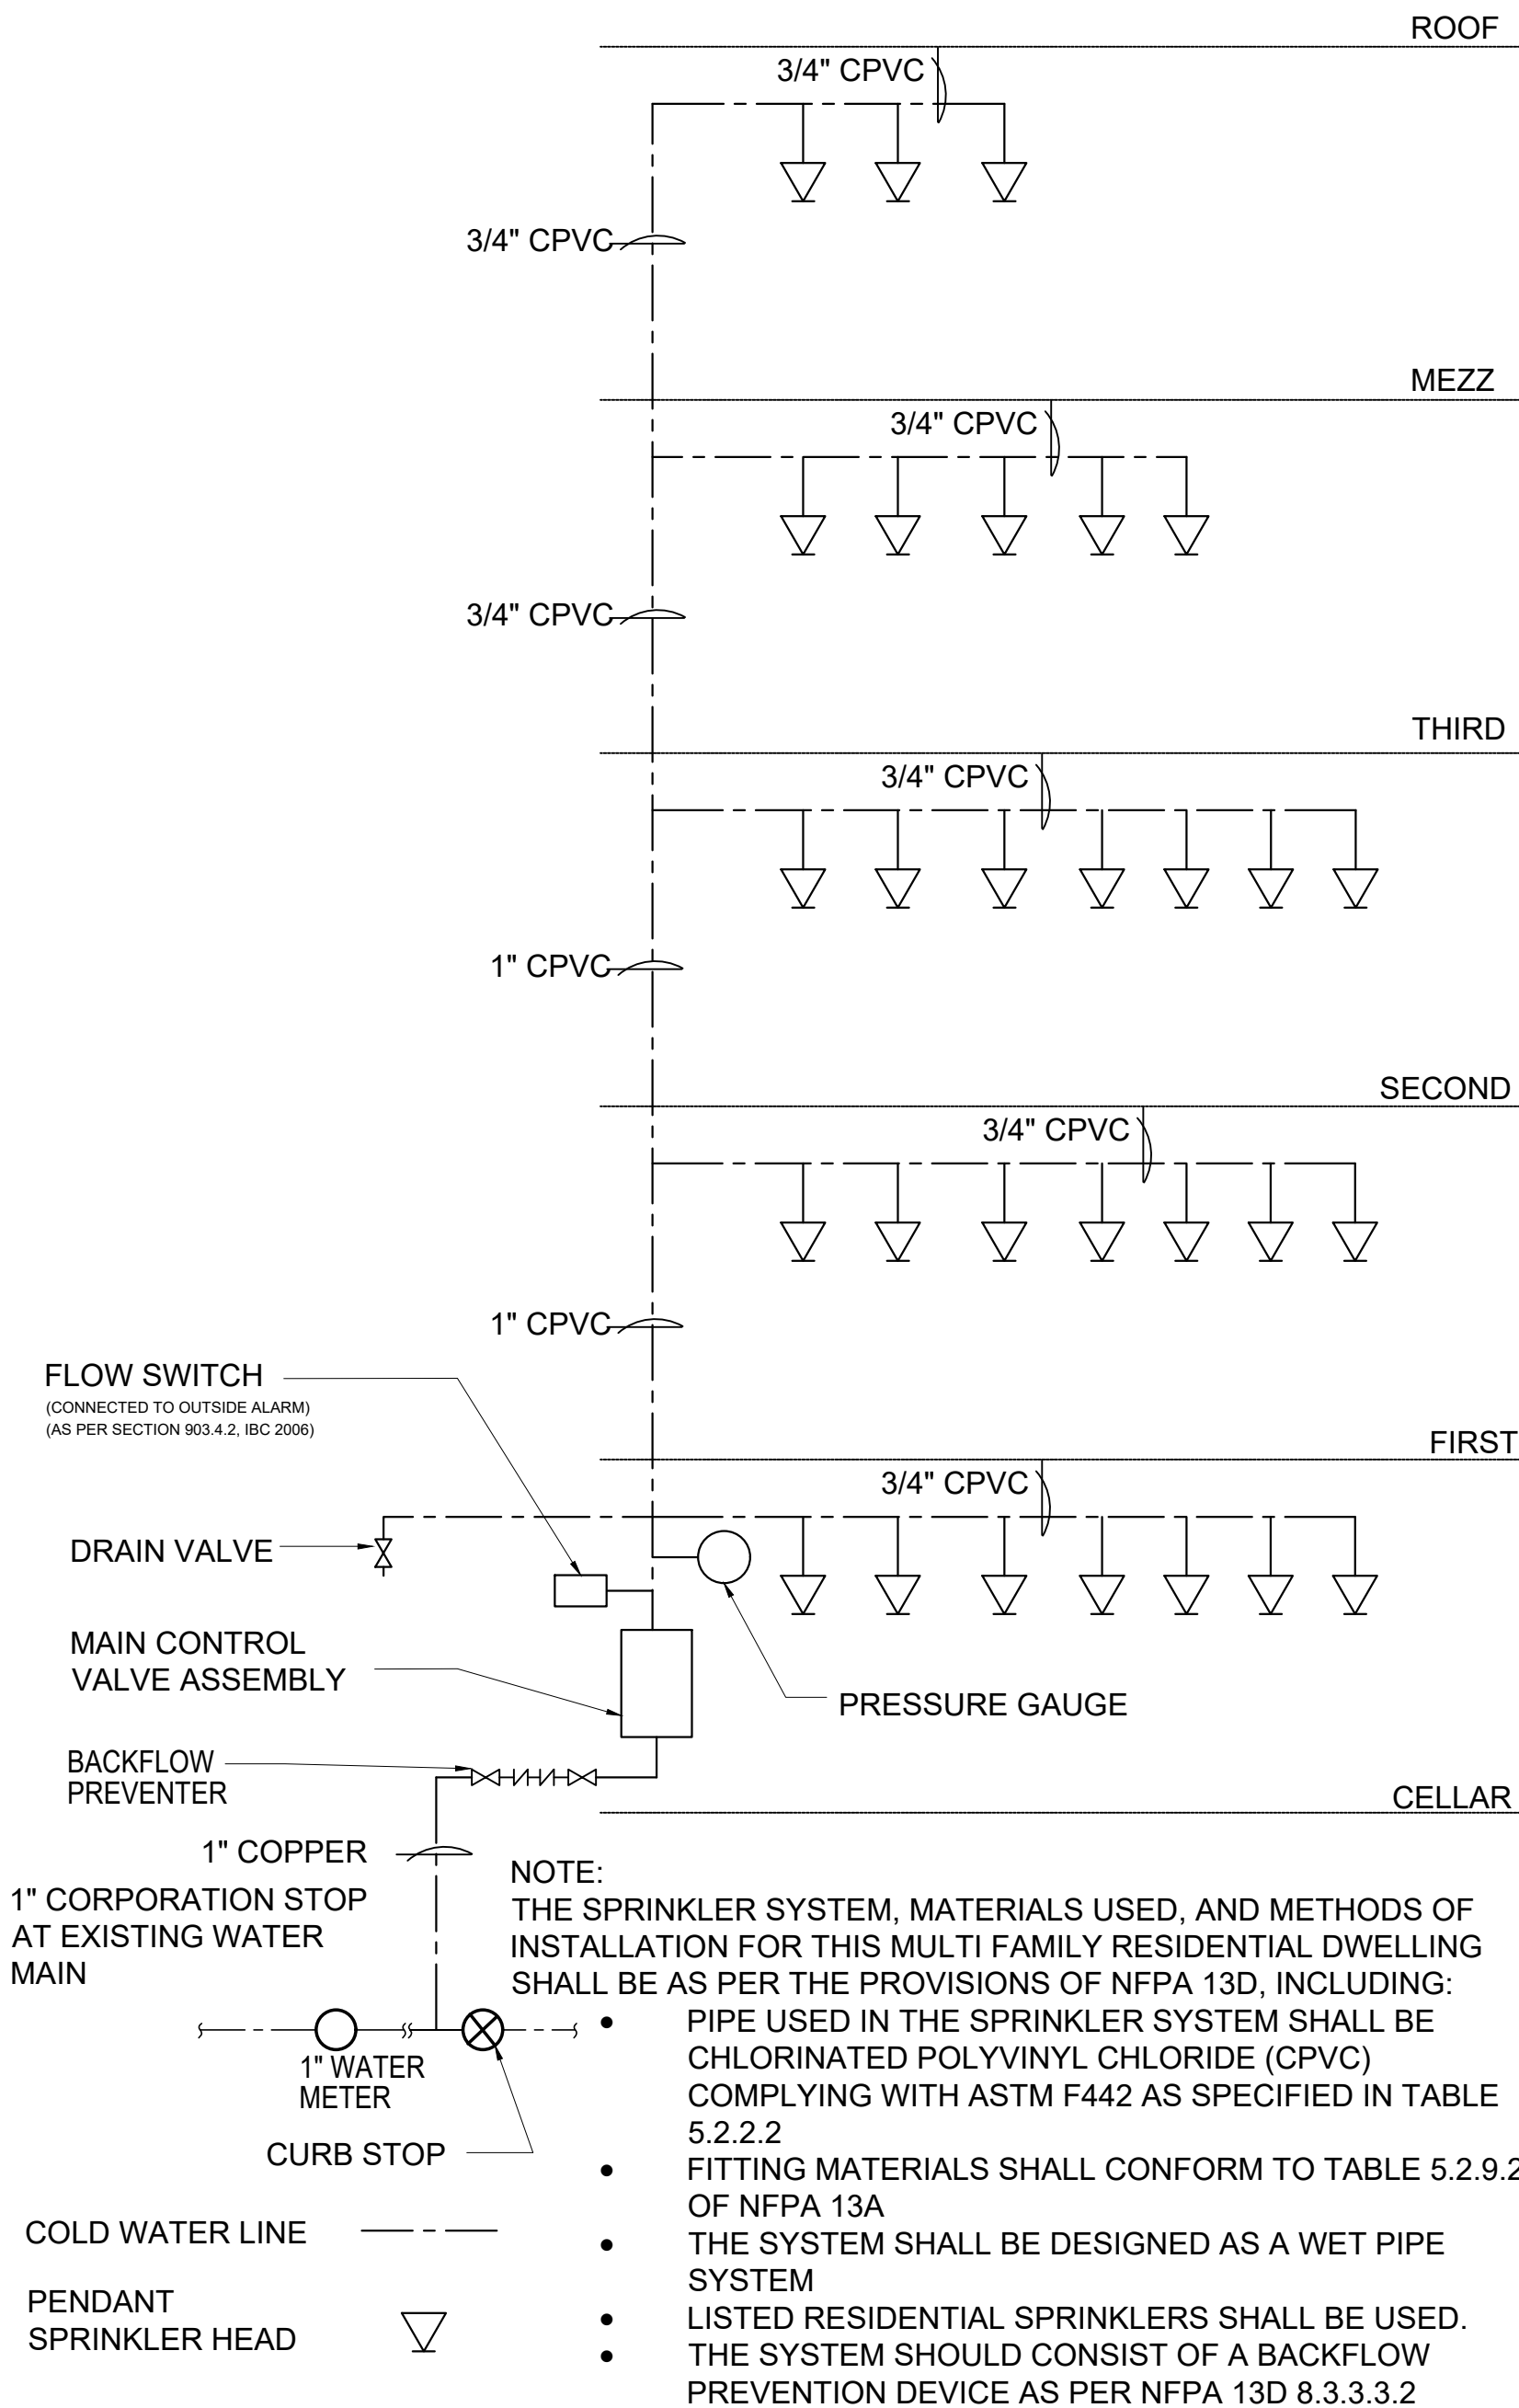 ROOF
3/4" CPVC
3/4" CPVC
MEZZ
3/4" CPVC
3/4" CPVC
THIRD
3/4" CPVC
1" CPVC
SECOND
3/4" CPVC
1" CPVC
FLOW SWITCH
(CONNECTED TO OUTSIDE ALARM)
(AS PER SECTION 903.4.2, IBC 2006)
FIRST
3/4" CPVC
DRAIN VALVE
MAIN CONTROL
VALVE ASSEMBLY
PRESSURE GAUGE
BACKFLOW
PREVENTER
CELLAR
1" COPPER
1" CORPORATION STOP
AT EXISTING WATER
MAIN
1" WATER
METER
CURB STOP
COLD WATER LINE
PENDANT
SPRINKLER HEAD
NOTE:
THE SPRINKLER SYSTEM, MATERIALS USED, AND METHODS OF
INSTALLATION FOR THIS MULTI FAMILY RESIDENTIAL DWELLING
SHALL BE AS PER THE PROVISIONS OF NFPA 13D, INCLUDING:
• PIPE USED IN THE SPRINKLER SYSTEM SHALL BE
CHLORINATED POLYVINYL CHLORIDE (CPVC)
COMPLYING WITH ASTM F442 AS SPECIFIED IN TABLE
5.2.2.2
• FITTING MATERIALS SHALL CONFORM TO TABLE 5.2.9.2
OF NFPA 13A
• THE SYSTEM SHALL BE DESIGNED AS A WET PIPE
SYSTEM
• LISTED RESIDENTIAL SPRINKLERS SHALL BE USED.
• THE SYSTEM SHOULD CONSIST OF A BACKFLOW
PREVENTION DEVICE AS PER NFPA 13D 8.3.3.3.2